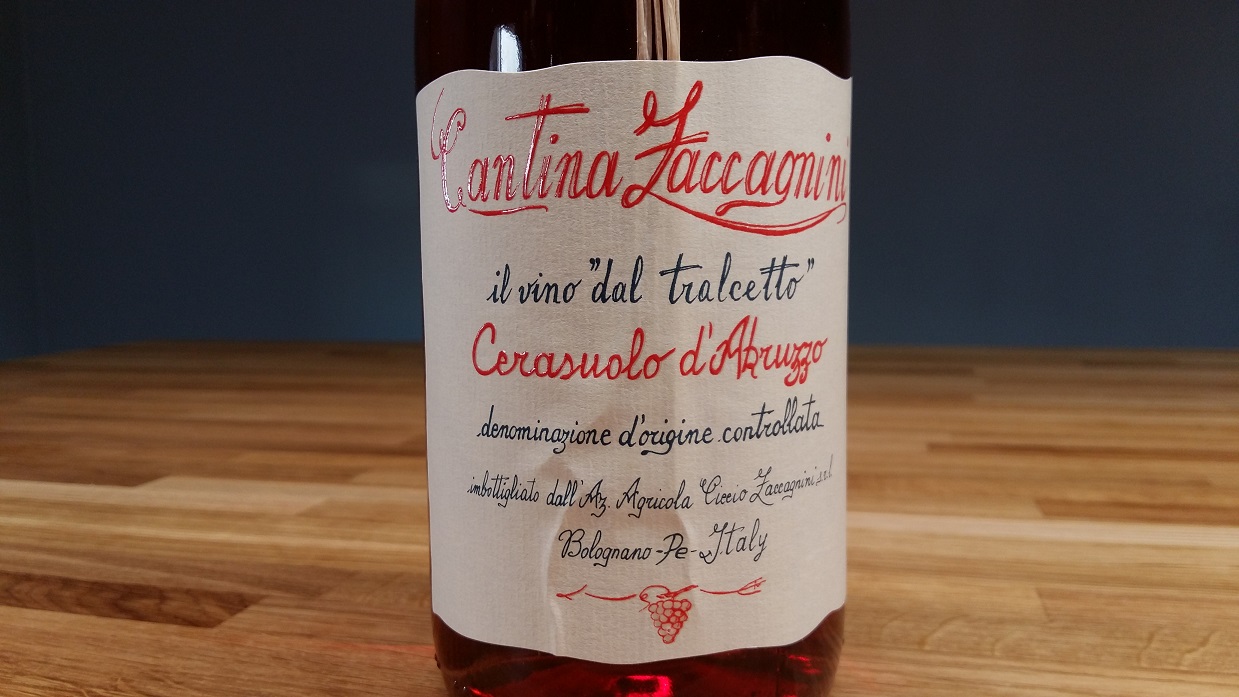 Cantina Zaccagnini
il vino "dal tralcetto"
Cerasuolo d'Abruzzo
denominazione d'origine controllata
imbottigliato dall'Az. Agricola Ciccio Zaccagnini s.r.l.
Bolognano-Pe-Italy